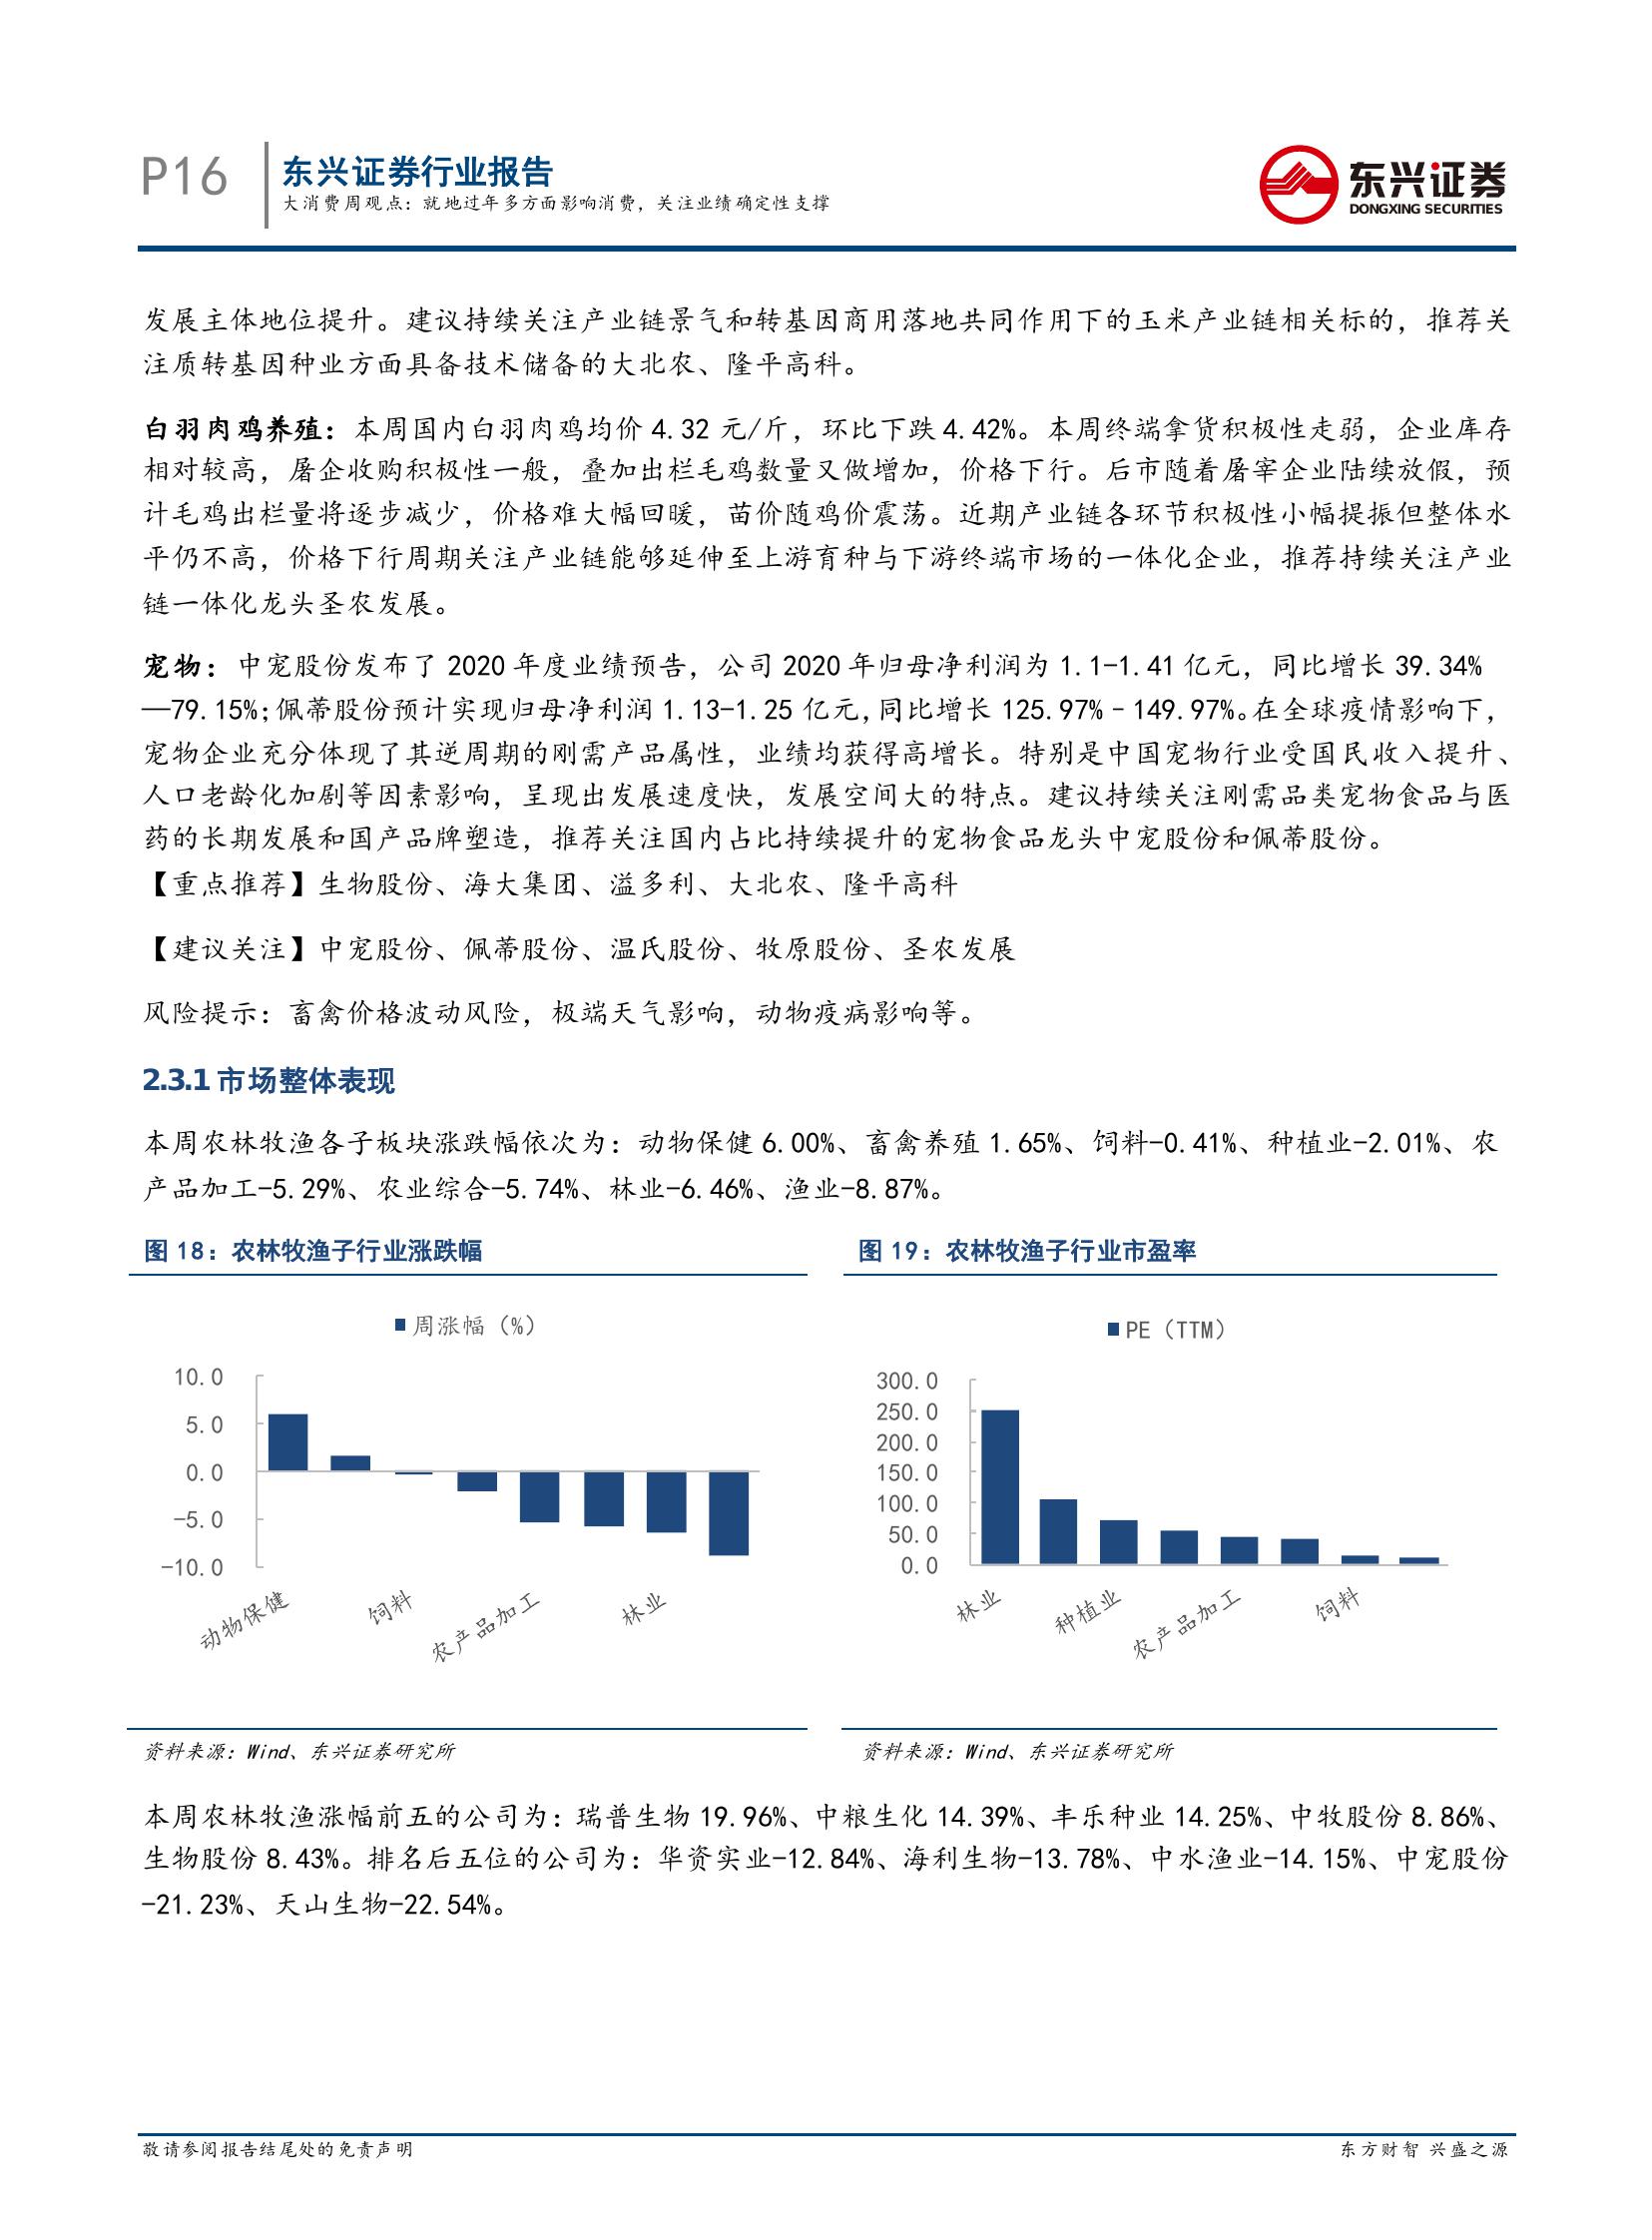 P16
东兴证券行业报告
大消费周观点：就地过年多方面影响消费，关注业绩确定性支撑
东兴证券
DONGXING SECURITIES
发展主体地位提升。建议持续关注产业链景气和转基因商用落地共同作用下的玉米产业链相关标的，推荐关
注质转基因种业方面具备技术储备的大北农、隆平高科。
白羽肉鸡养殖：本周国内白羽肉鸡均价 4.32 元/斤，环比下跌 4.42%。本周终端拿货积极性走弱，企业库存
相对较高，屠企收购积极性一般，叠加出栏毛鸡数量又做增加，价格下行。后市随着屠宰企业陆续放假，预
计毛鸡出栏量将逐步减少，价格难大幅回暖，苗价随鸡价震荡。近期产业链各环节积极性小幅提振但整体水
平仍不高，价格下行周期关注产业链能够延伸至上游育种与下游终端市场的一体化企业，推荐持续关注产业
链一体化龙头圣农发展。
宠物：中宠股份发布了 2020 年度业绩预告，公司 2020 年归母净利润为 1.1-1.41 亿元，同比增长 39.34%
—79.15%;佩蒂股份预计实现归母净利润 1.13-1.25 亿元,同比增长 125.97%–149.97%。在全球疫情影响下，
宠物企业充分体现了其逆周期的刚需产品属性，业绩均获得高增长。特别是中国宠物行业受国民收入提升、
人口老龄化加剧等因素影响，呈现出发展速度快，发展空间大的特点。建议持续关注刚需品类宠物食品与医
药的长期发展和国产品牌塑造，推荐关注国内占比持续提升的宠物食品龙头中宠股份和佩蒂股份。
【重点推荐】生物股份、海大集团、溢多利、大北农、隆平高科
【建议关注】中宠股份、佩蒂股份、温氏股份、牧原股份、圣农发展
风险提示：畜禽价格波动风险，极端天气影响，动物疫病影响等。
2.3.1 市场整体表现
本周农林牧渔各子板块涨跌幅依次为：动物保健 6.00%、畜禽养殖 1.65%、饲料-0.41%、种植业-2.01%、农
产品加工-5.29%、农业综合-5.74%、林业-6.46%、渔业-8.87%。
图 18：农林牧渔子行业涨跌幅
周涨幅（%）
10.0
5.0
0.0
-5.0
-10.0
动物保健
饲料
农产品加工
林业
资料来源：Wind、东兴证券研究所
图 19：农林牧渔子行业市盈率
PE（TTM）
300.0
250.0
200.0
150.0
100.0
50.0
0.0
林业
种植业
农产品加工
饲料
资料来源：Wind、东兴证券研究所
本周农林牧渔涨幅前五的公司为：瑞普生物 19.96%、中粮生化 14.39%、丰乐种业 14.25%、中牧股份 8.86%、
生物股份 8.43%。排名后五位的公司为：华资实业-12.84%、海利生物-13.78%、中水渔业-14.15%、中宠股份
-21.23%、天山生物-22.54%。
敬请参阅报告结尾处的免责声明
东方财智 兴盛之源